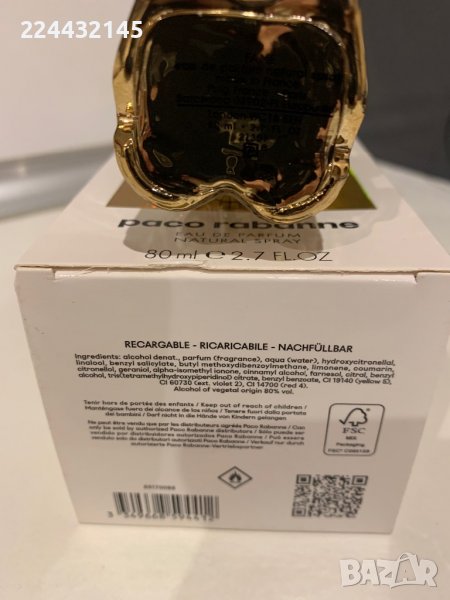 224432145
paco rabanne
EAU DE PARFUM
NATURAL SPRAY
80 ml ℮ 2.7 FL.OZ
RECARGABLE - RICARICABILE - NACHFÜLLBAR
Ingredients: alcohol denat., parfum (fragrance), aqua (water), hydroxycitronellal,
linalool, benzyl salicylate, butyl methoxydibenzoylmethane, limonene, coumarin,
citronellol, geraniol, alpha-isomethyl ionone, cinnamyl alcohol, farnesol, citral, benzyl
alcohol, tris(tetramethylhydroxypiperidinol) citrate, benzyl benzoate, CI 19140 (yellow 5),
CI 60730 (ext. violet 2), CI 14700 (red 4).
Alcohol of vegetal origin 80% vol.
Tenir hors de portée des enfants / Keep out of reach of children /
Manténgase fuera del alcance de los niños / Tenere fuori dalla portata
dei bambini / Darf nicht in die Hände von Kindern gelangen
Ne peut être vendu que par les distributeurs agréés Paco Rabanne / Can
only be sold by authorized Paco Rabanne distributors / Sólo puede ser
vendido por distribuidores autorizados Paco Rabanne / Può essere
venduto solo da distributori autorizzati Paco Rabanne / Verkauf nur durch
autorisierte Paco Rabanne-Vertriebspartner
FSC
MIX
Packaging
BAZAR